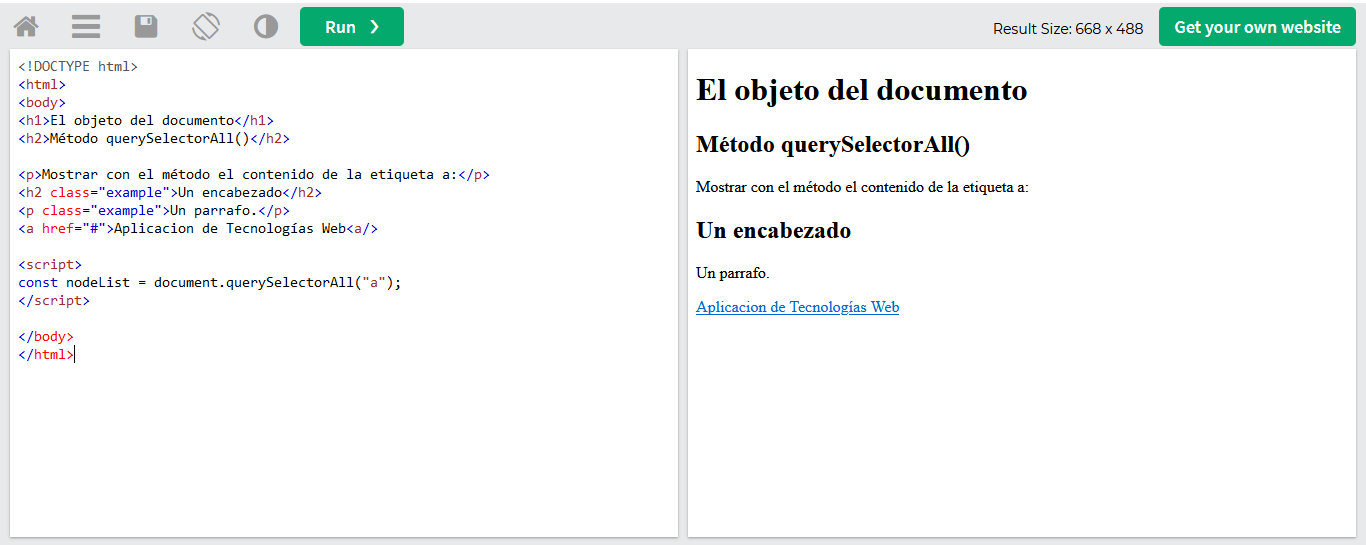 Run ❯
Result Size: 668 x 488
Get your own website
<!DOCTYPE html>
<html>
<body>
<h1>El objeto del documento</h1>
<h2>Método querySelectorAll()</h2>
<p>Mostrar con el método el contenido de la etiqueta a:</p>
<h2 class="example">Un encabezado</h2>
<p class="example">Un parrafo.</p>
<a href="#">Aplicacion de Tecnologías Web<a/>
<script>
const nodeList = document.querySelectorAll("a");
</script>
</body>
</html>
El objeto del documento
Método querySelectorAll()
Mostrar con el método el contenido de la etiqueta a:
Un encabezado
Un parrafo.
Aplicacion de Tecnologías Web